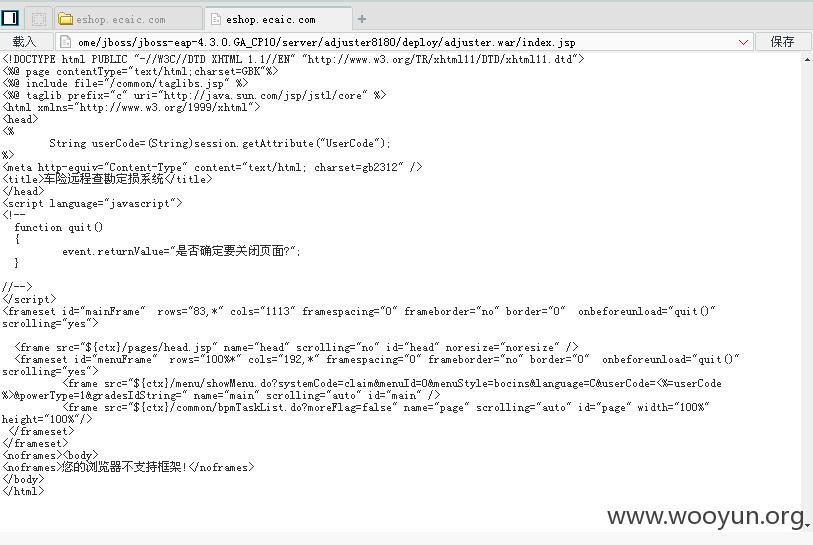 eshop.ecaic.com
eshop.ecaic.com
载入
ome/jboss/jboss-eap-4.3.0.GA_CP10/server/adjuster8180/deploy/adjuster.war/index.jsp
保存
<!DOCTYPE html PUBLIC "-//W3C//DTD XHTML 1.1//EN" "http://www.w3.org/TR/xhtml11/DTD/xhtml11.dtd">
<%@ page contentType="text/html;charset=GBK"%>
<%@ include file="/common/taglibs.jsp" %>
<%@ taglib prefix="c" uri="http://java.sun.com/jsp/jstl/core" %>
<html xmlns="http://www.w3.org/1999/xhtml">
<head>
<%
String userCode=(String)session.getAttribute("UserCode");
%>
<meta http-equiv="Content-Type" content="text/html; charset=gb2312" />
<title>车险远程查勘定损系统</title>
</head>
<script language="javascript">
<!--
function quit()
{
event.returnValue="是否确定要关闭页面?";
}
//-->
</script>
<frameset id="mainFrame"  rows="83,*" cols="1113" framespacing="0" frameborder="no" border="0"  onbeforeunload="quit()"
scrolling="yes">
<frame src="${ctx}/pages/head.jsp" name="head" scrolling="no" id="head" noresize="noresize" />
<frameset id="menuFrame"  rows="100%*" cols="192,*" framespacing="0" frameborder="no" border="0"  onbeforeunload="quit()"
scrolling="yes">
<frame src="${ctx}/menu/showMenu.do?systemCode=claim&menuId=0&menuStyle=bocins&language=C&userCode=<%=userCode
%>&powerType=1&gradesIdString=" name="main" scrolling="auto" id="main" />
<frame src="${ctx}/common/bpmTaskList.do?moreFlag=false" name="page" scrolling="auto" id="page" width="100%"
height="100%"/>
</frameset>
</frameset>
<noframes><body>
<noframes>您的浏览器不支持框架!</noframes>
</body>
</html>
www.wooyun.org